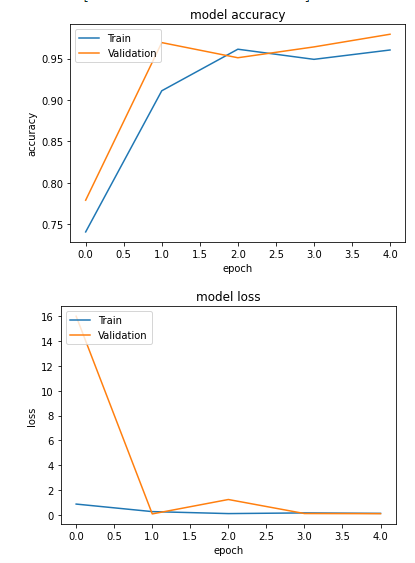 model accuracy
Train
Validation
0.95
0.90
0.85
0.80
0.75
accuracy
0.0 0.5 1.0 1.5 2.0 2.5 3.0 3.5 4.0
epoch
model loss
Train
Validation
16
14
12
10
8
6
4
2
0
loss
0.0 0.5 1.0 1.5 2.0 2.5 3.0 3.5 4.0
epoch